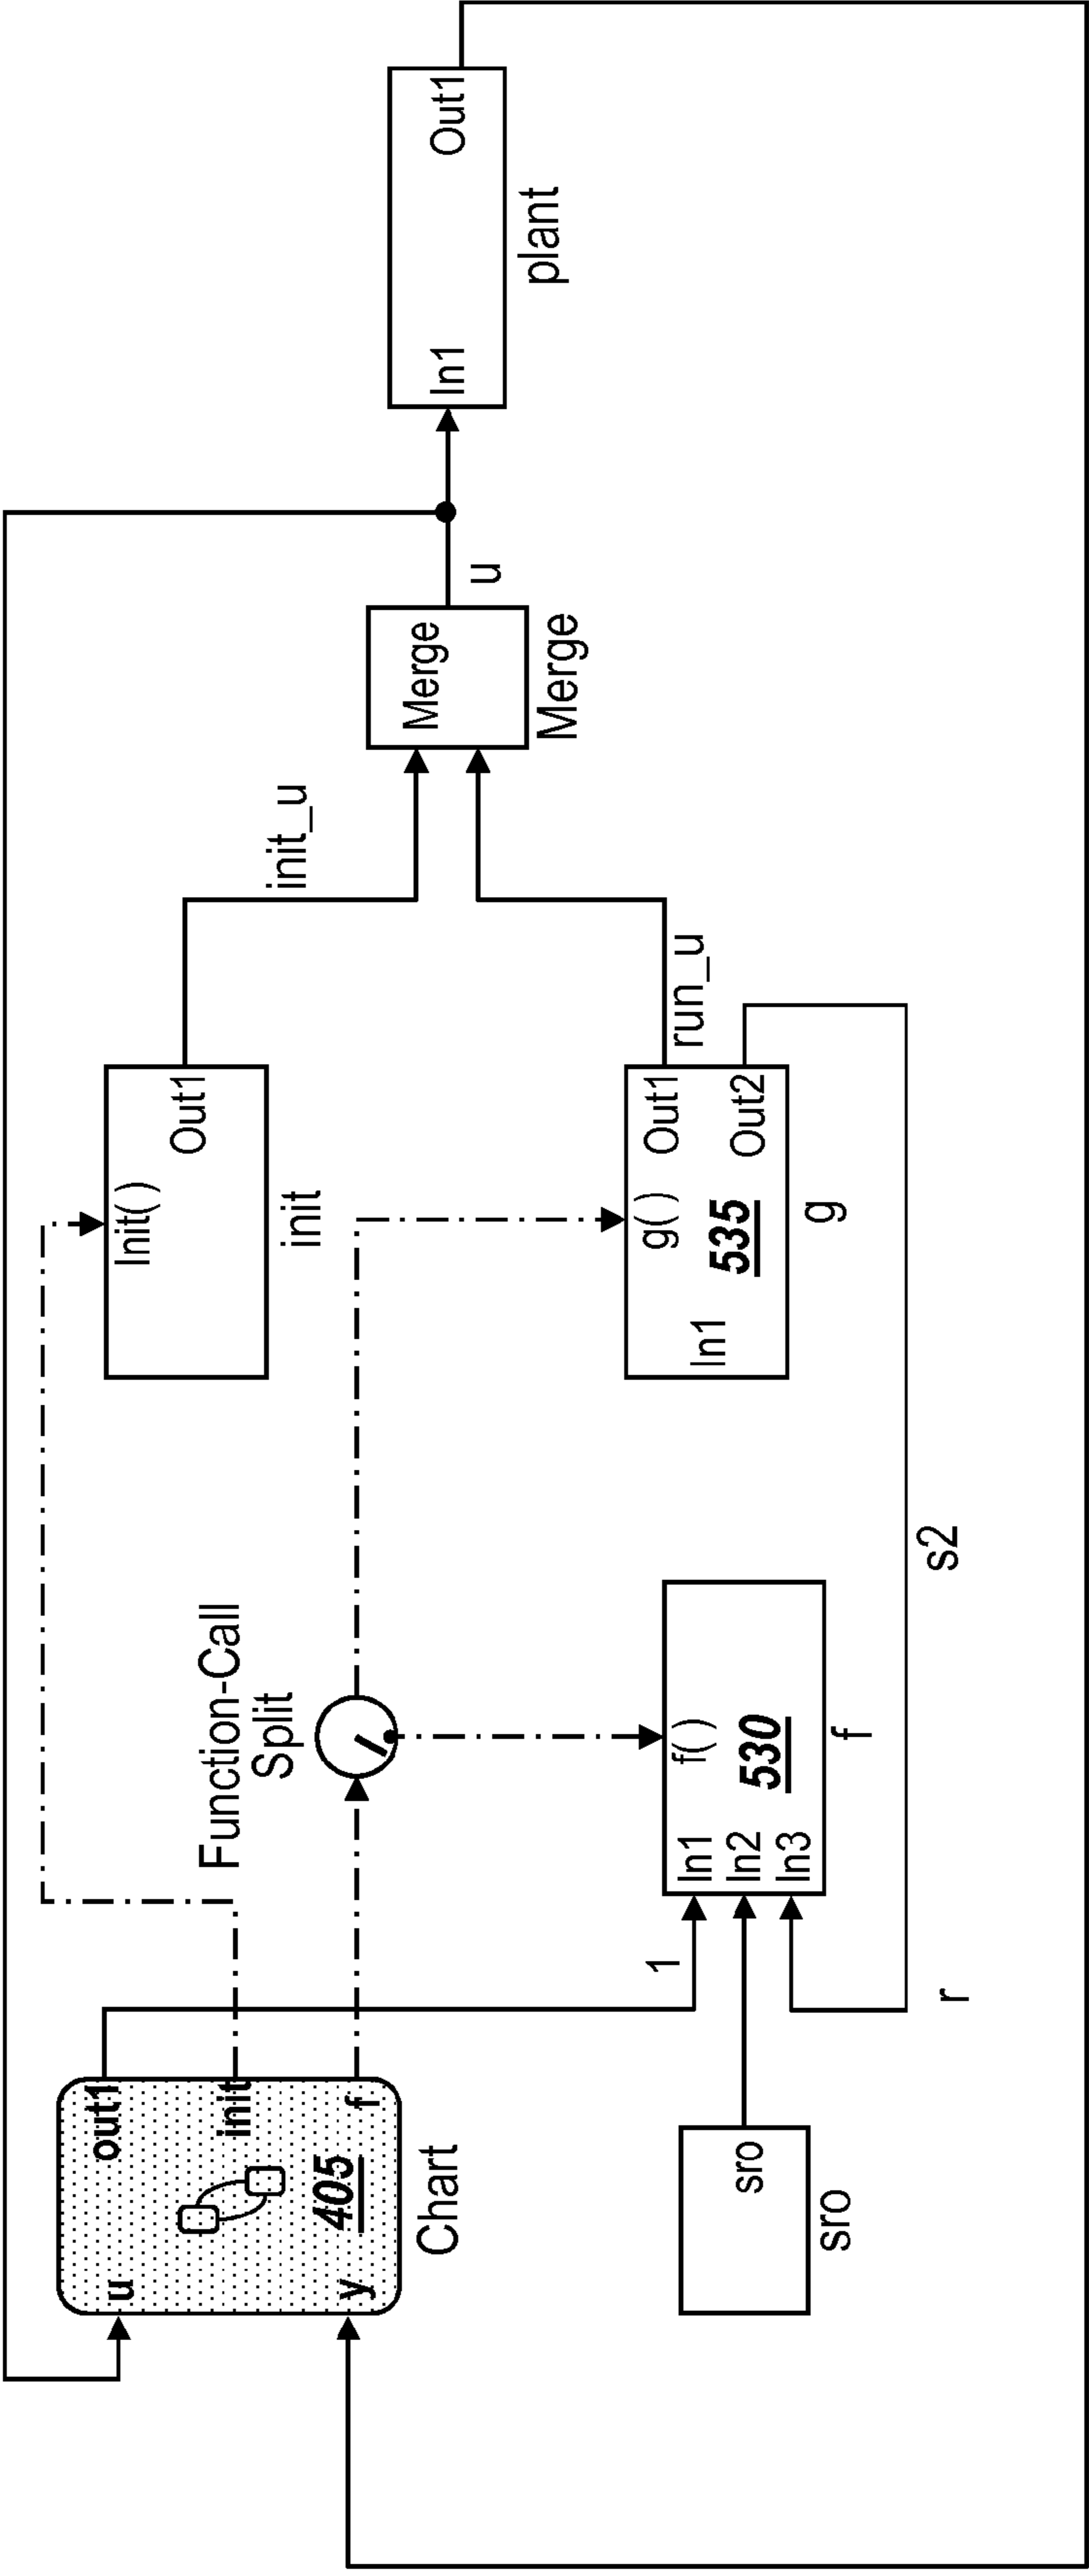 u
out1
init
f
y
405
Chart
Function-Call
Split
Init( )
Out1
init
init_u
Merge
Merge
u
In1
Out1
plant
sro
sro
1
In1
In2
In3
f( )
530
f
r
s2
In1
g( )
535
Out1
Out2
g
run_u